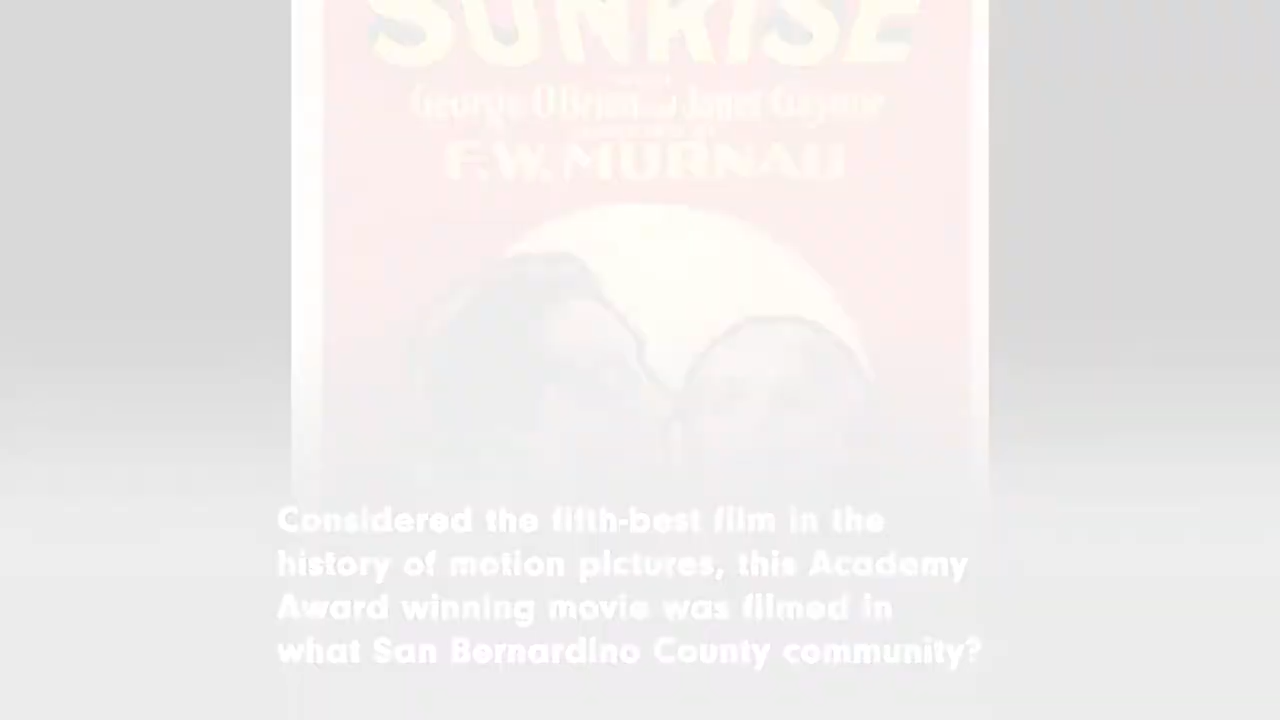 SUNRISE
George O'Brien and Janet Gaynor
F.W. MURNAU
Considered the fifth-best film in the
history of motion pictures, this Academy
Award winning movie was filmed in
what San Bernardino County community?